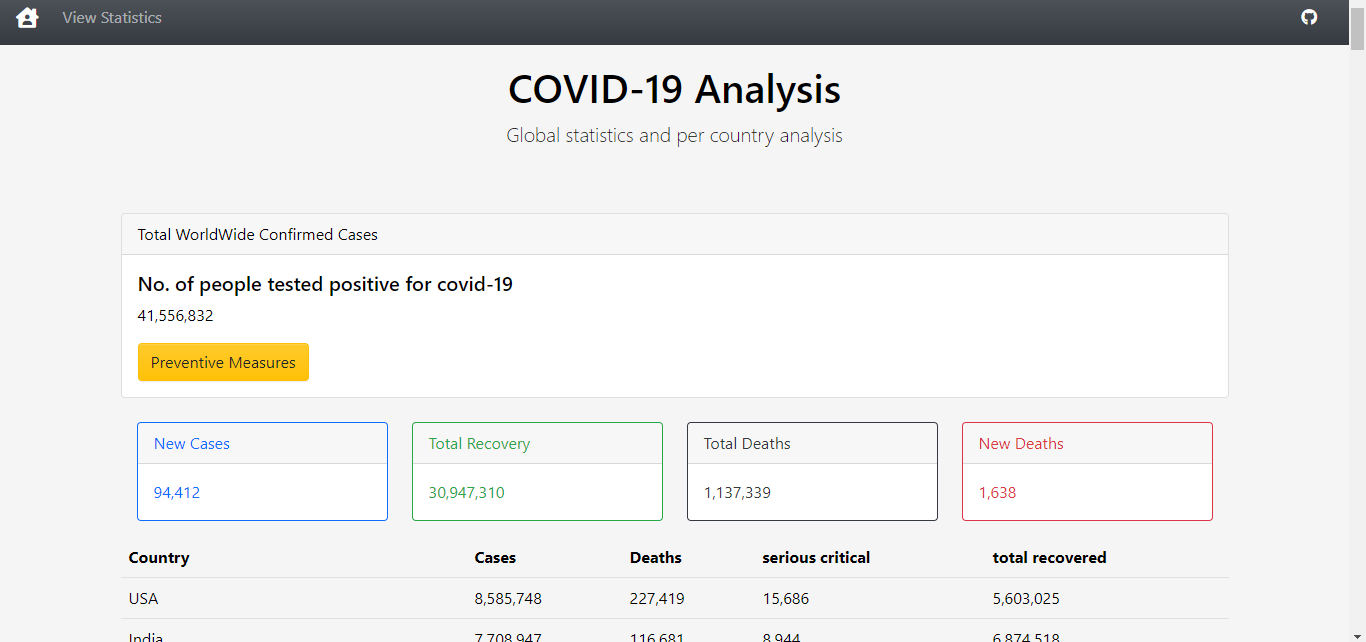 View Statistics
COVID-19 Analysis
Global statistics and per country analysis
Total WorldWide Confirmed Cases
No. of people tested positive for covid-19
41,556,832
Preventive Measures
New Cases Total Recovery Total Deaths New Deaths
94,412 30,947,310 1,137,339 1,638
Country Cases Deaths serious critical total recovered
USA 8,585,748 227,419 15,686 5,603,025
India 7,708,947 116,681 8,944 6,874,518